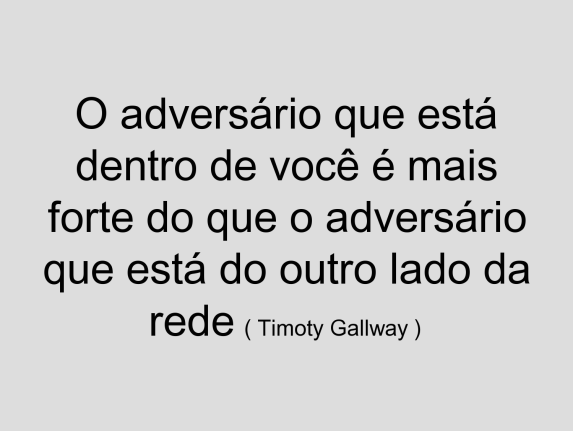 O adversário que está
dentro de você é mais
forte do que o adversário
que está do outro lado da
rede ( Timoty Gallway )